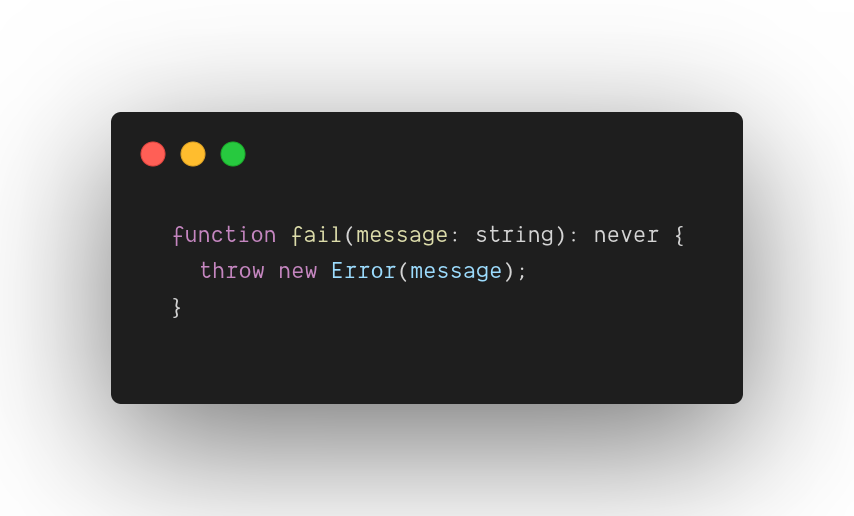 function fail(message: string): never {
  throw new Error(message);
}